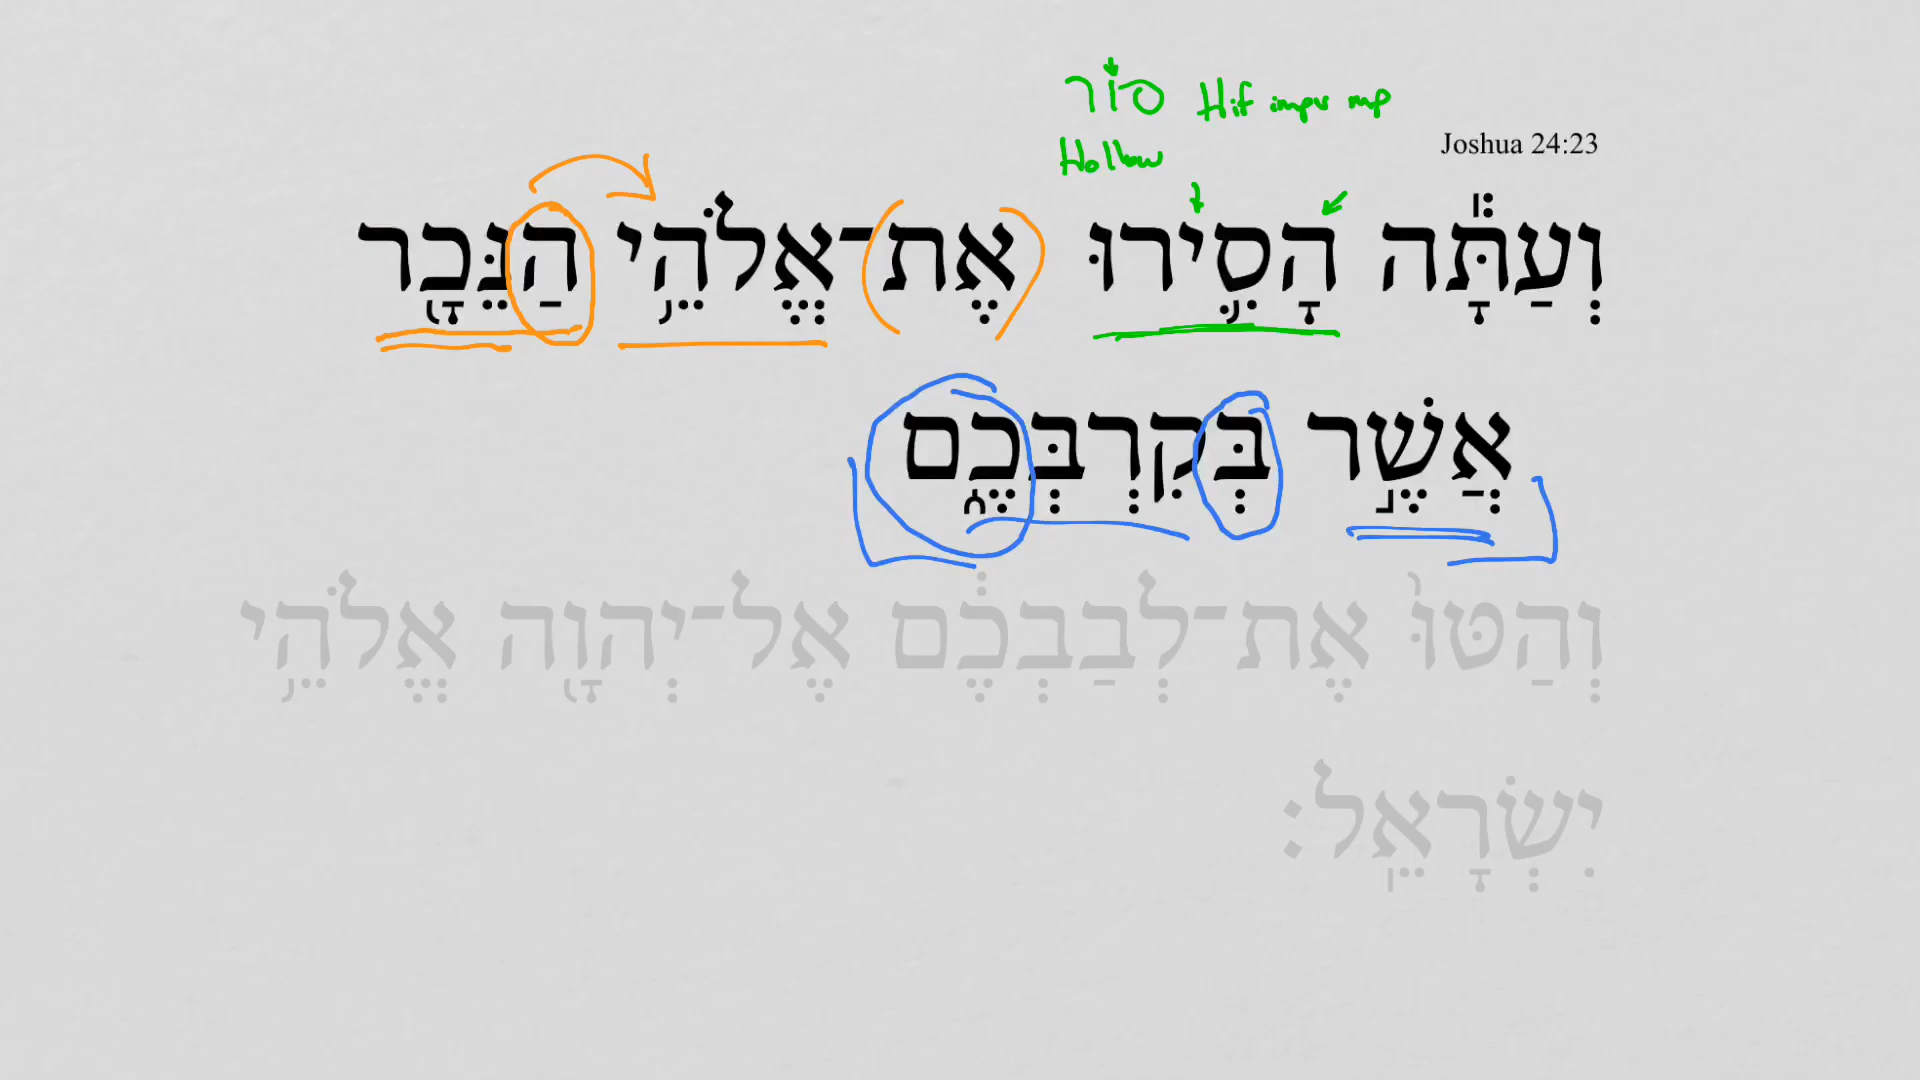 סור Hif impv mp
Hollow
Joshua 24:23
וְעַתָּ֕ה הָסִ֛ירוּ אֶת־אֱלֹהֵ֥י הַנֵּכָ֖ר
אֲשֶׁ֣ר בְּקִרְבְּכֶ֑ם
וְהַטּוּ֙ אֶת־לְבַבְכֶ֔ם אֶל־יְהוָ֖ה אֱלֹהֵ֥י
יִשְׂרָאֵֽל׃